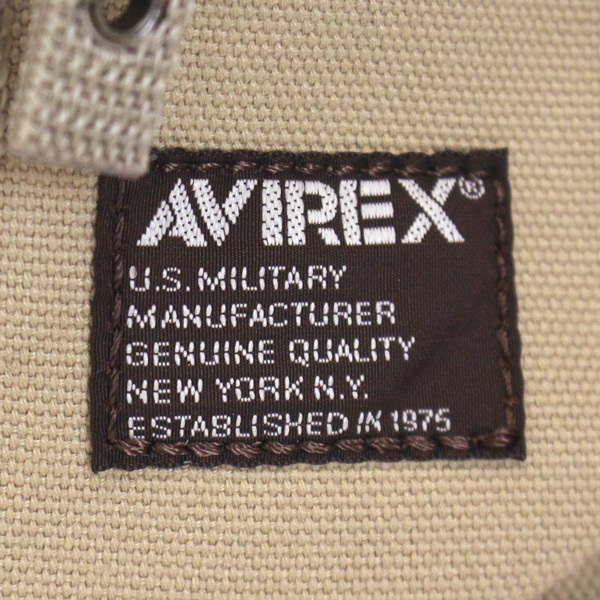 AVIREX®
U.S. MILITARY
MANUFACTURER
GENUINE QUALITY
NEW YORK N.Y.
ESTABLISHED IN 1975